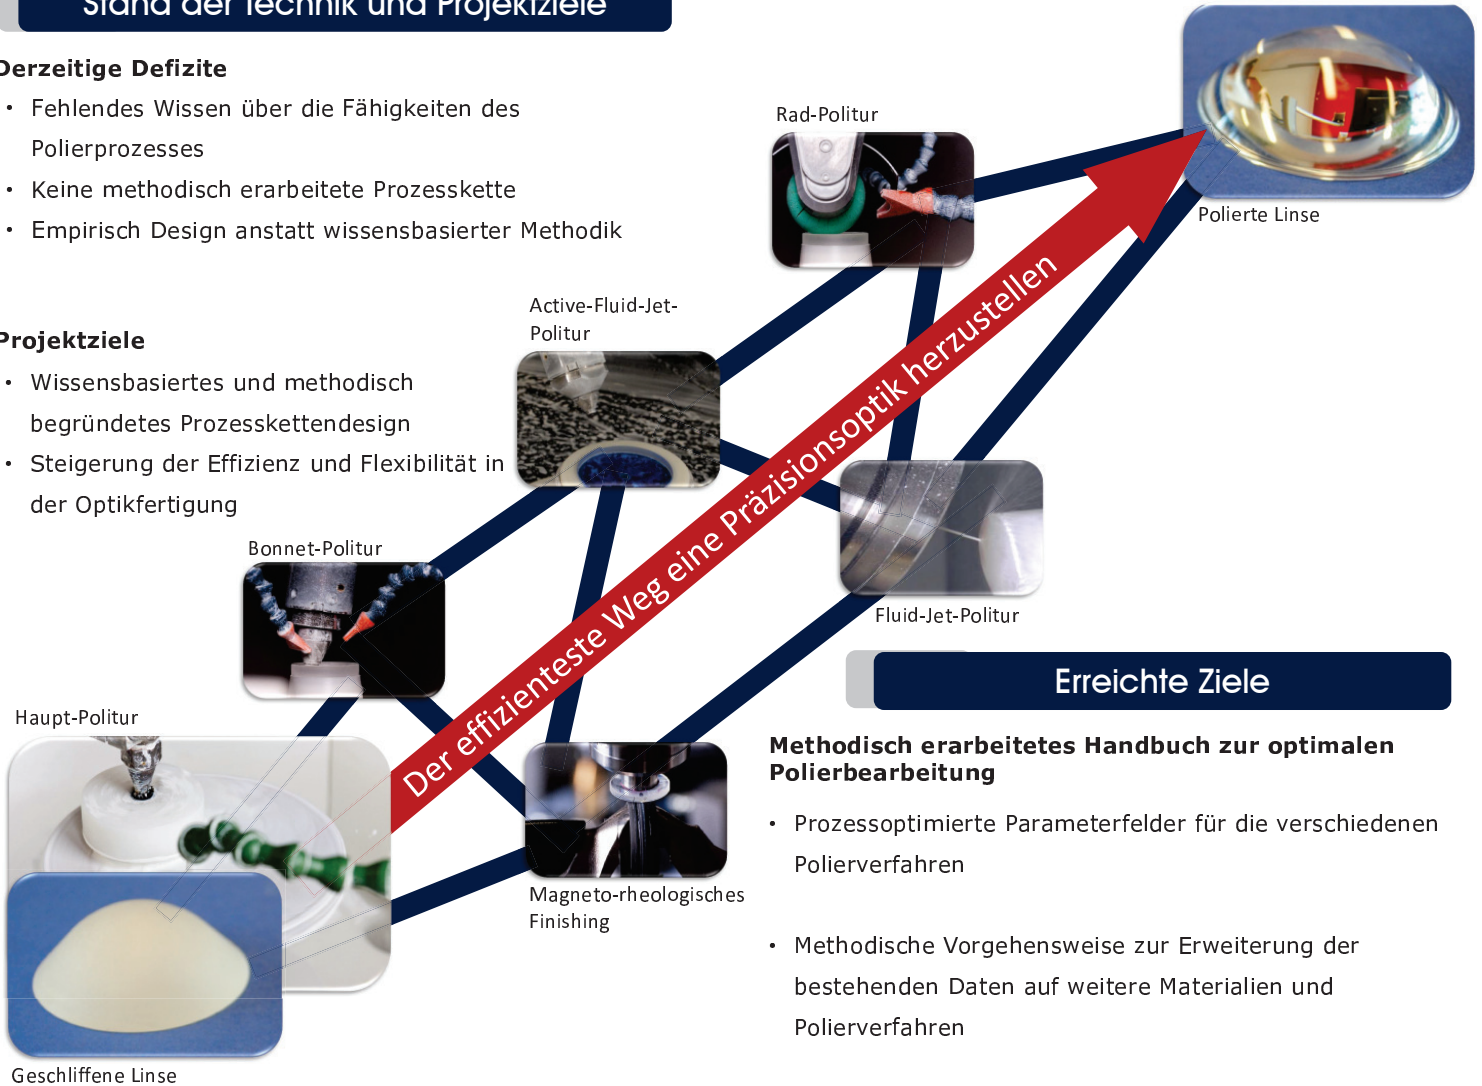 Stand der Technik und Projektziele
Derzeitige Defizite
• Fehlendes Wissen über die Fähigkeiten des
Polierprozesses
• Keine methodisch erarbeitete Prozesskette
• Empirisch Design anstatt wissensbasierter Methodik
Projektziele
• Wissensbasiertes und methodisch
begründetes Prozesskettendesign
• Steigerung der Effizienz und Flexibilität in
der Optikfertigung
Rad-Politur
Polierte Linse
Active-Fluid-Jet-
Politur
Bonnet-Politur
Fluid-Jet-Politur
Haupt-Politur
Der effizienteste Weg eine Präzisionsoptik herzustellen
Magneto-rheologisches
Finishing
Geschliffene Linse
Erreichte Ziele
Methodisch erarbeitetes Handbuch zur optimalen
Polierbearbeitung
• Prozessoptimierte Parameterfelder für die verschiedenen
Polierverfahren
• Methodische Vorgehensweise zur Erweiterung der
bestehenden Daten auf weitere Materialien und
Polierverfahren